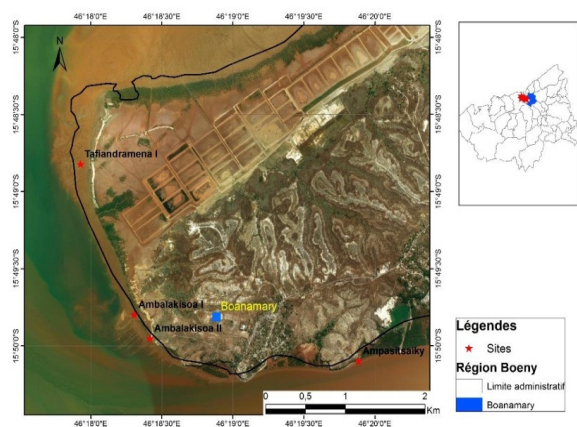 46°18'0"E 46°18'30"E 46°19'0"E 46°19'30"E 46°20'0"E
15°48'0"S
15°48'0"S
N
15°48'30"S
15°48'30"S
Tafiandramena I
15°49'0"S
15°49'0"S
15°49'30"S
15°49'30"S
Ambalakisoa I
Boanamary
Ambalakisoa II
15°50'0"S
15°50'0"S
Ampasitsaiky
0 0,5 1 2
Km
46°18'0"E 46°18'30"E 46°19'0"E 46°19'30"E 46°20'0"E
Légendes
Sites
Région Boeny
Limite administratif
Boanamary